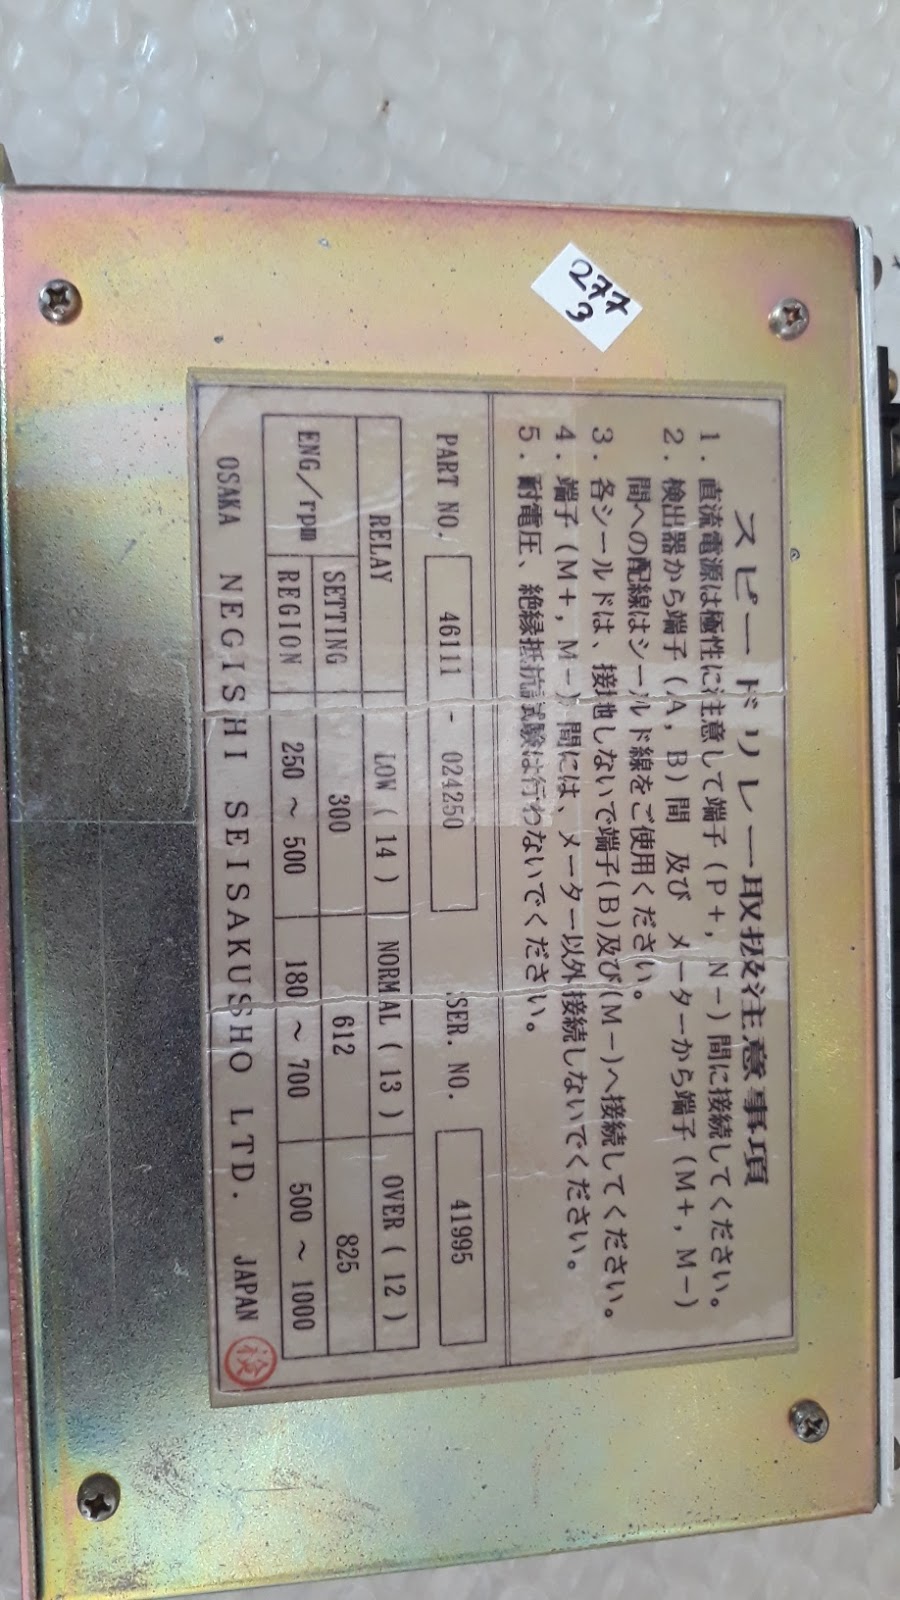 277
3
スピードリレー取扱注意事項
1. 直流電源は極性に注意して端子(P+, N-)間に接続してください。
2. 検出器から端子(A, B)間 及び メーターから端子(M+, M-)
間への配線はシールド線をご使用ください。
3. 各シールドは、接地しないで端子(B)及び(M-)へ接続してください。
4. 端子(M+, M-)間には、メーター以外接続しないでください。
5. 耐電圧、絶縁抵抗試験は行わないでください。
PART NO. 46111 - 024250 SER. NO. 41995
RELAY LOW(14) NORMAL(13) OVER(12)
ENG/rpm SETTING 300 612 825
REGION 250 ~ 500 180 ~ 700 500 ~ 1000
OSAKA NEGISHI SEISAKUSHO LTD. JAPAN 検